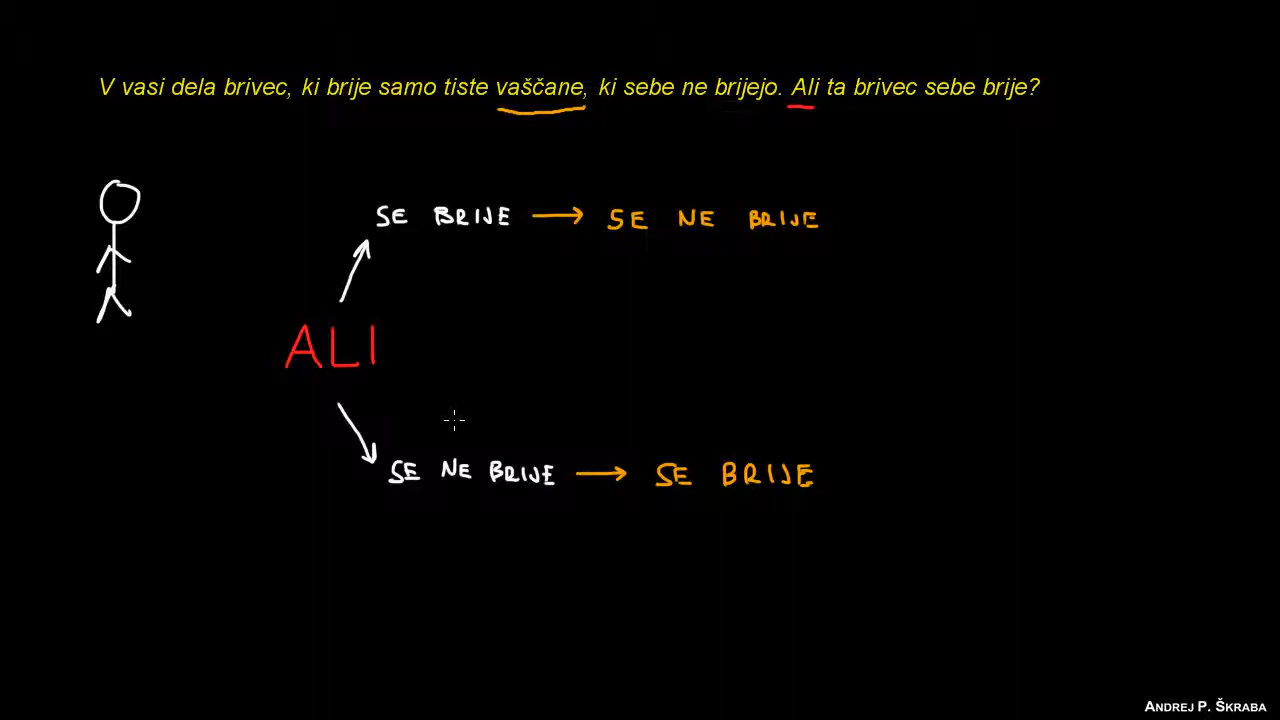 V vasi dela brivec, ki brije samo tiste vaščane, ki sebe ne brijejo. Ali ta brivec sebe brije?
SE BRIJE → SE NE BRIJE
ALI
SE NE BRIJE → SE BRIJE
ANDREJ P. ŠKRABA